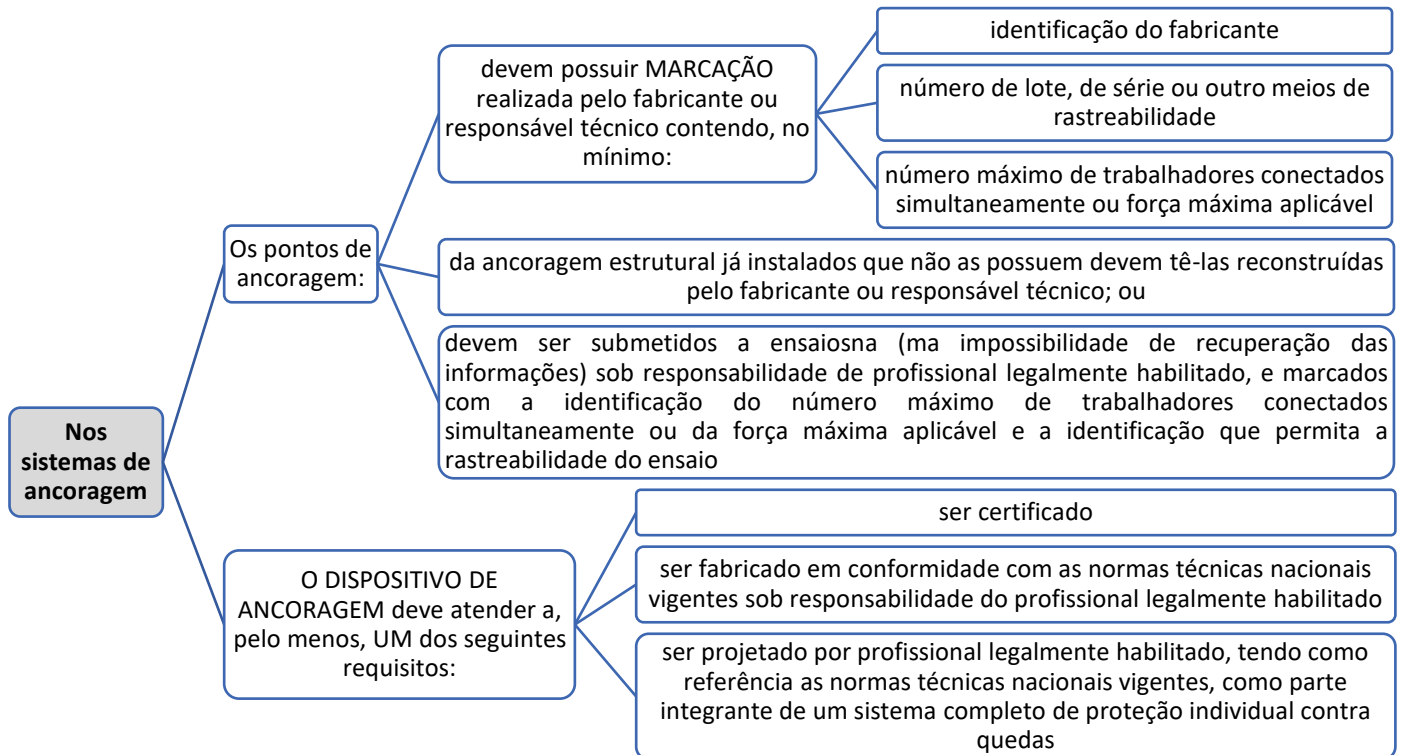 Nos
sistemas de
ancoragem
Os pontos de
ancoragem:
devem possuir MARCAÇÃO
realizada pelo fabricante ou
responsável técnico contendo, no
mínimo:
identificação do fabricante
número de lote, de série ou outro meios de
rastreabilidade
número máximo de trabalhadores conectados
simultaneamente ou força máxima aplicável
da ancoragem estrutural já instalados que não as possuem devem tê-las reconstruídas
pelo fabricante ou responsável técnico; ou
devem ser submetidos a ensaiosna (ma impossibilidade de recuperação das
informações) sob responsabilidade de profissional legalmente habilitado, e marcados
com a identificação do número máximo de trabalhadores conectados
simultaneamente ou da força máxima aplicável e a identificação que permita a
rastreabilidade do ensaio
O DISPOSITIVO DE
ANCORAGEM deve atender a,
pelo menos, UM dos seguintes
requisitos:
ser certificado
ser fabricado em conformidade com as normas técnicas nacionais
vigentes sob responsabilidade do profissional legalmente habilitado
ser projetado por profissional legalmente habilitado, tendo como
referência as normas técnicas nacionais vigentes, como parte
integrante de um sistema completo de proteção individual contra
quedas